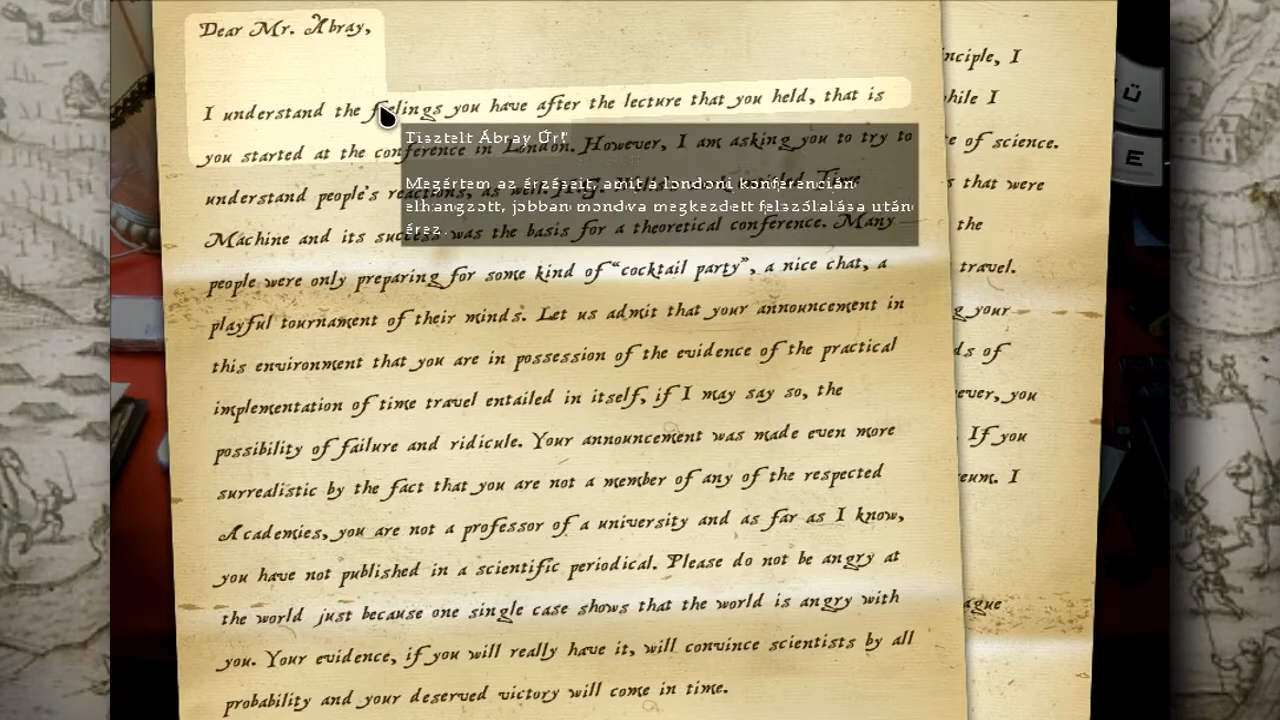 Dear Mr. Ábray,
I understand the feelings you have after the lecture that you held, that is
you started at the conference in London. However, I am asking you to try to
understand people's reactions, as well. H.G. Wells' novel entitled Time
Machine and its success was the basis for a theoretical conference. Many
people were only preparing for some kind of "cocktail party", a nice chat, a
playful tournament of their minds. Let us admit that your announcement in
this environment that you are in possession of the evidence of the practical
implementation of time travel entailed in itself, if I may say so, the
possibility of failure and ridicule. Your announcement was made even more
surrealistic by the fact that you are not a member of any of the respected
Academies, you are not a professor of a university and as far as I know,
you have not published in a scientific periodical. Please do not be angry at
the world just because one single case shows that the world is angry with
you. Your evidence, if you will really have it, will convince scientists by all
probability and your deserved victory will come in time.
Tisztelt Ábray Úr!
Megértem az érzéseit, amit a londoni konferencián
elhangzott, jobban mondva megkezdett felszólalása után
érez.
inciple, I
while I
of science.
that were
the
travel.
your
ds of
ever, you
. If you
eum. I
ague
Ü
E